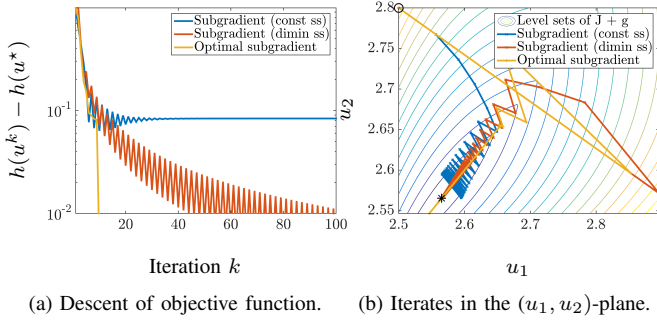 h(u^k) − h(u^⋆)
10^-1
10^-2
Subgradient (const ss)
Subgradient (dimin ss)
Optimal subgradient
20 40 60 80 100
Iteration k
(a) Descent of objective function.
u_2
2.8
2.75
2.7
2.65
2.6
2.55
Level sets of J + g
Subgradient (const ss)
Subgradient (dimin ss)
Optimal subgradient
2.5 2.6 2.7 2.8
u_1
(b) Iterates in the (u_1, u_2)-plane.